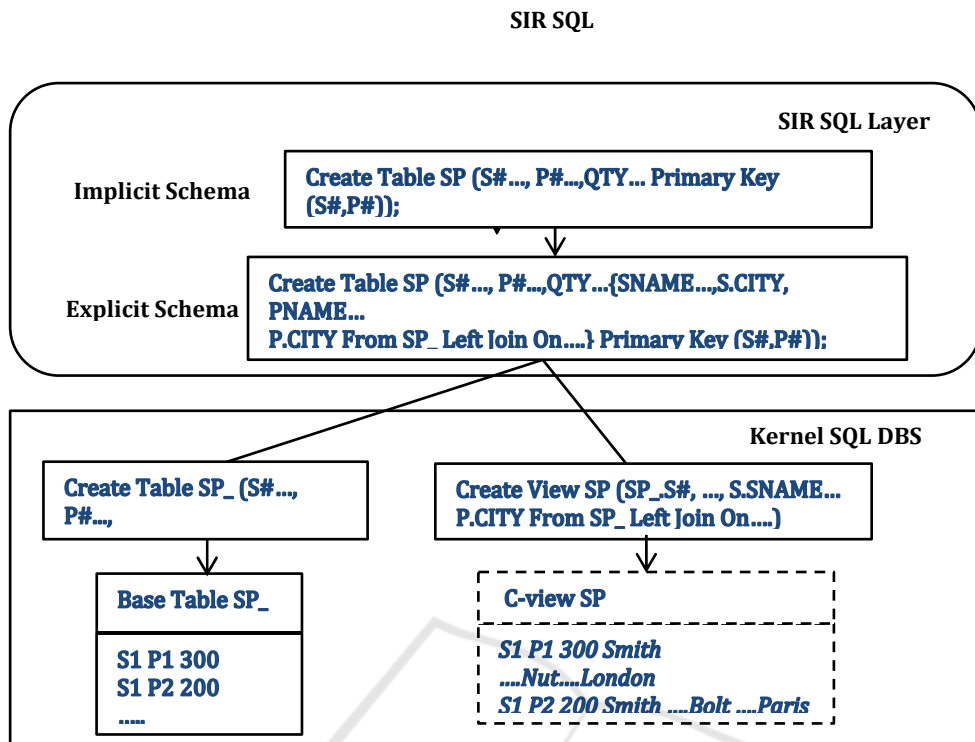 SIR SQL
SIR SQL Layer
Implicit Schema
Create Table SP (S#…, P#…,QTY… Primary Key
(S#,P#));
Explicit Schema
Create Table SP (S#…, P#…,QTY…{SNAME…,S.CITY,
PNAME…
P.CITY From SP_ Left Join On….} Primary Key (S#,P#));
Kernel SQL DBS
Create Table SP_ (S#…,
P#…,
Create View SP (SP_.S#, …, S.SNAME…
P.CITY From SP_ Left Join On….)
Base Table SP_
S1 P1 300
S1 P2 200
…..
C-view SP
S1 P1 300 Smith
….Nut….London
S1 P2 200 Smith ….Bolt ….Paris